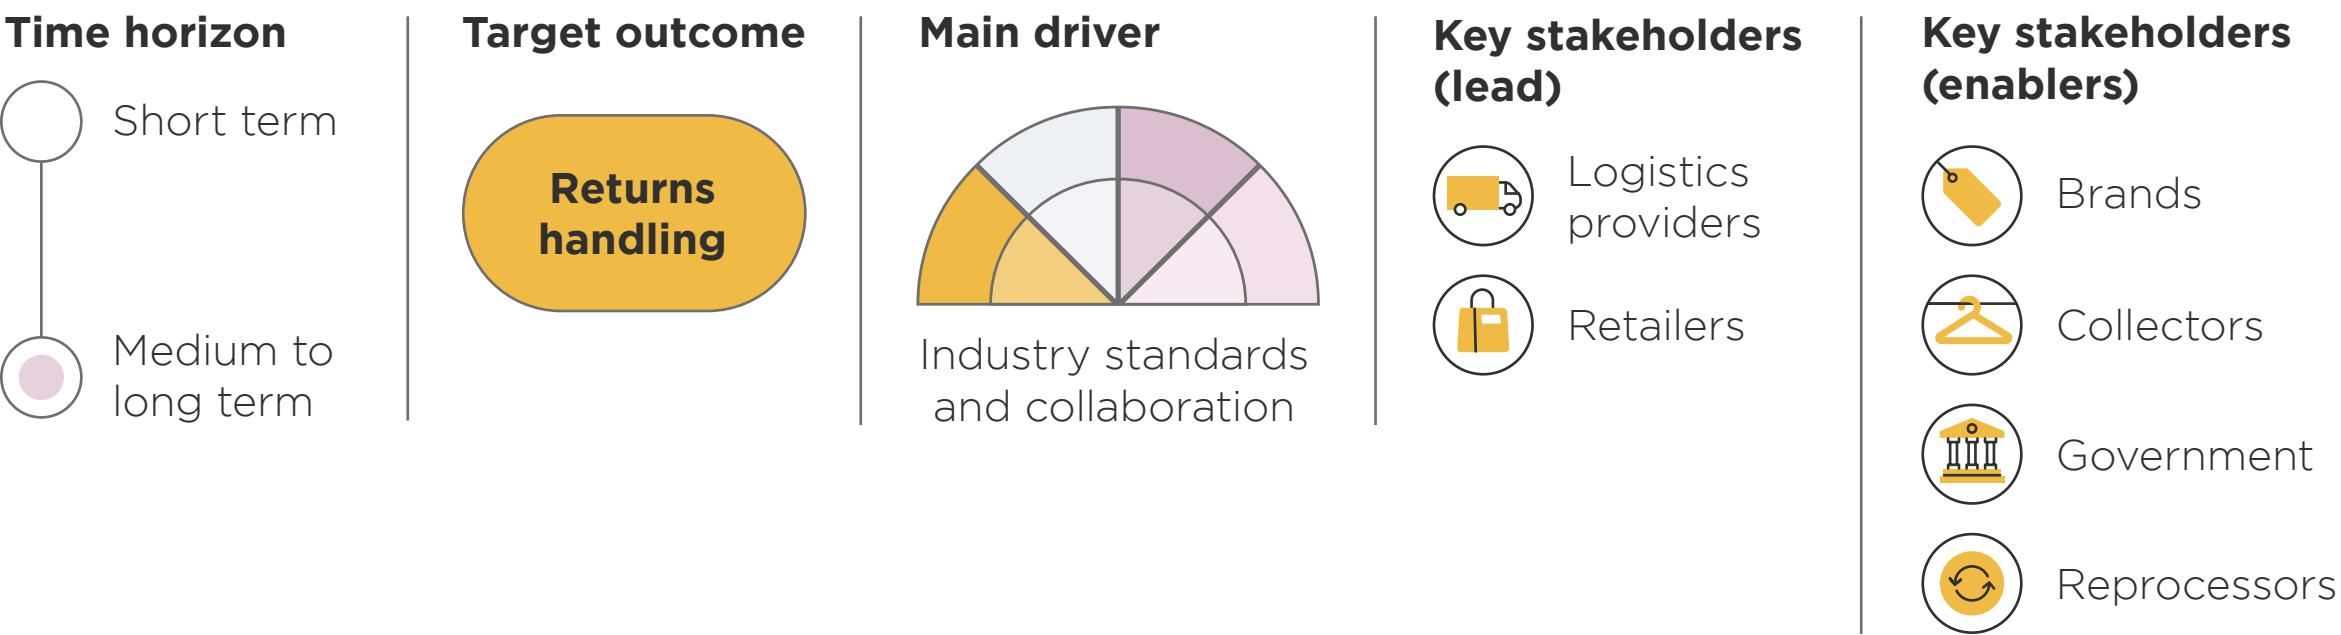 Time horizon
Short term
Medium to
long term
Target outcome
Returns
handling
Main driver
Industry standards
and collaboration
Key stakeholders
(lead)
Logistics
providers
Retailers
Key stakeholders
(enablers)
Brands
Collectors
Government
Reprocessors